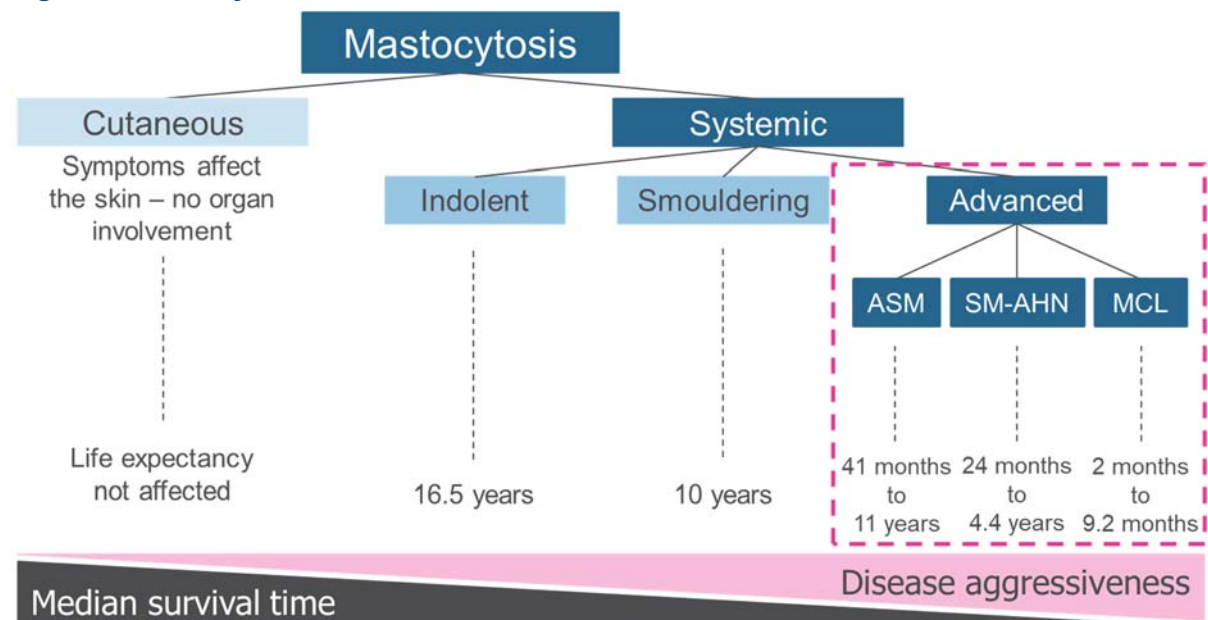 Mastocytosis
Cutaneous
Systemic
Symptoms affect
the skin – no organ
involvement
Indolent
Smouldering
Advanced
ASM
SM-AHN
MCL
Life expectancy
not affected
16.5 years
10 years
41 months
to
11 years
24 months
to
4.4 years
2 months
to
9.2 months
Disease aggressiveness
Median survival time